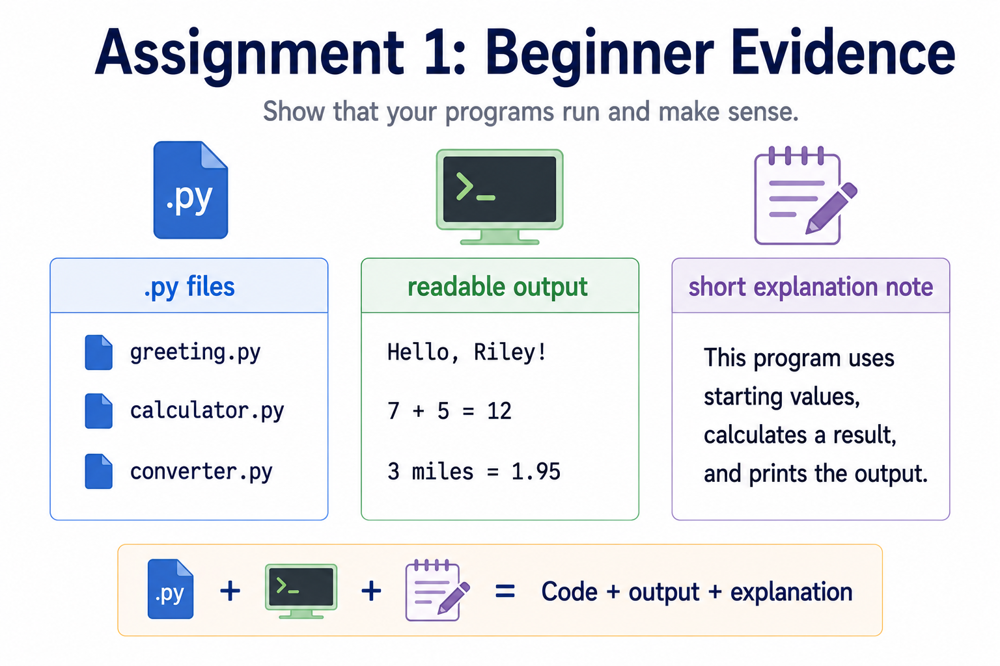 Assignment 1: Beginner Evidence
Show that your programs run and make sense.
.py
>_
.py files
greeting.py
calculator.py
converter.py
readable output
Hello, Riley!
7 + 5 = 12
3 miles = 1.95
short explanation note
This program uses
starting values,
calculates a result,
and prints the output.
.py + >_ + = Code + output + explanation